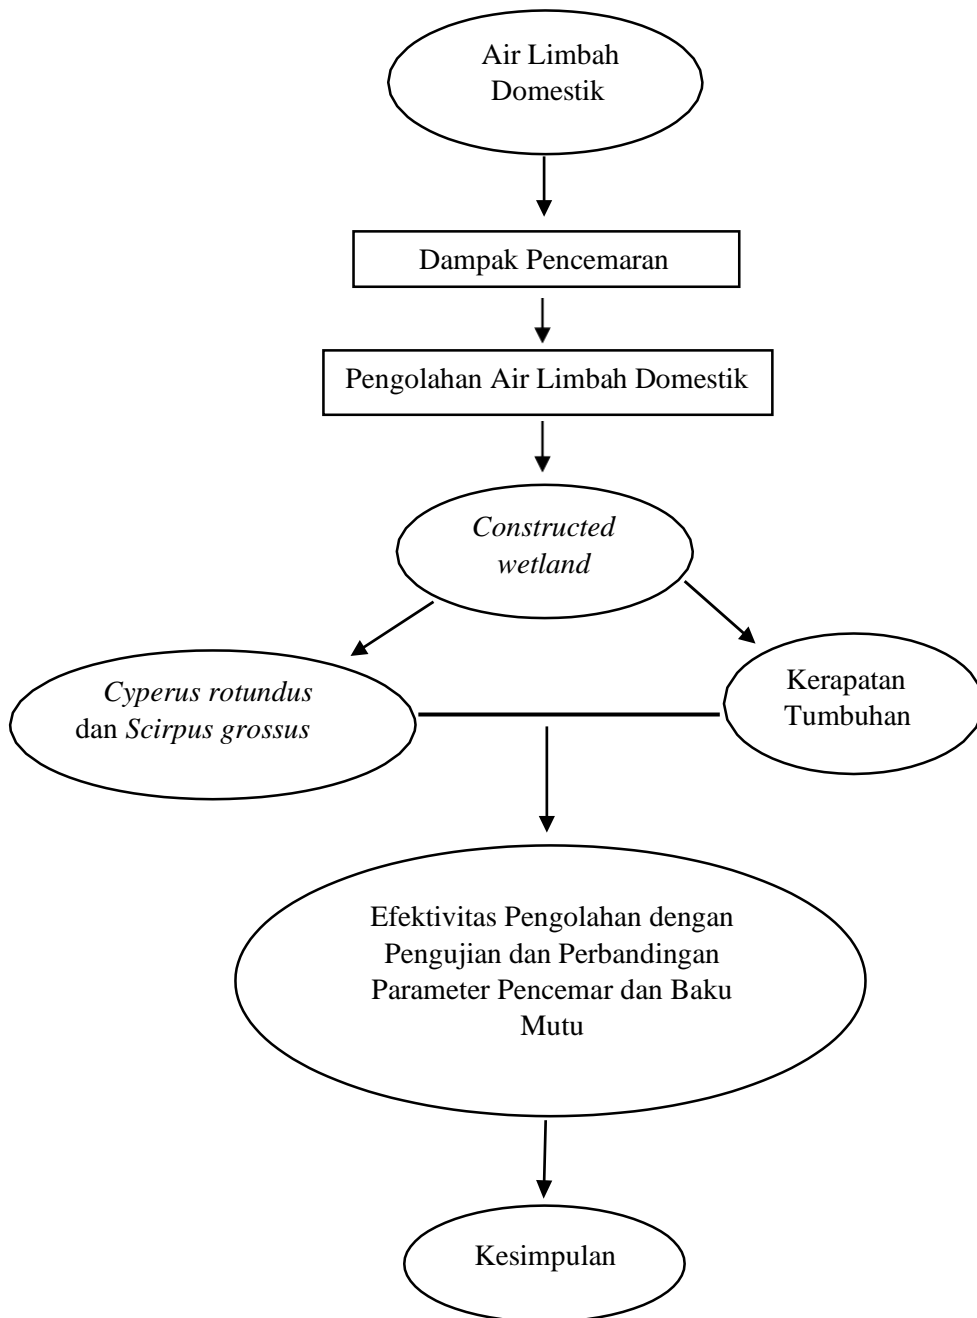 Air Limbah
Domestik
Dampak Pencemaran
Pengolahan Air Limbah Domestik
Constructed
wetland
Cyperus rotundus
dan Scirpus grossus
Kerapatan
Tumbuhan
Efektivitas Pengolahan dengan
Pengujian dan Perbandingan
Parameter Pencemar dan Baku
Mutu
Kesimpulan